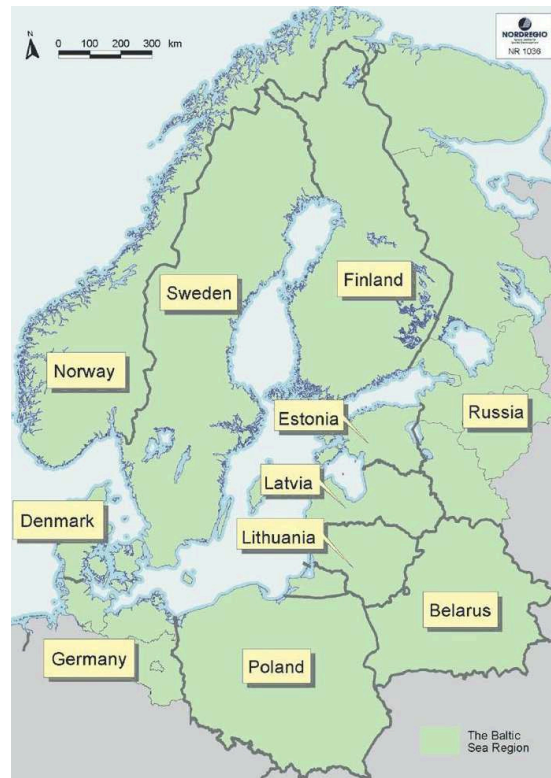 N
0 100 200 300 km
NORDREGIO
NR 1036
Sweden
Finland
Norway
Estonia
Russia
Latvia
Denmark
Lithuania
Belarus
Germany
Poland
The Baltic
Sea Region